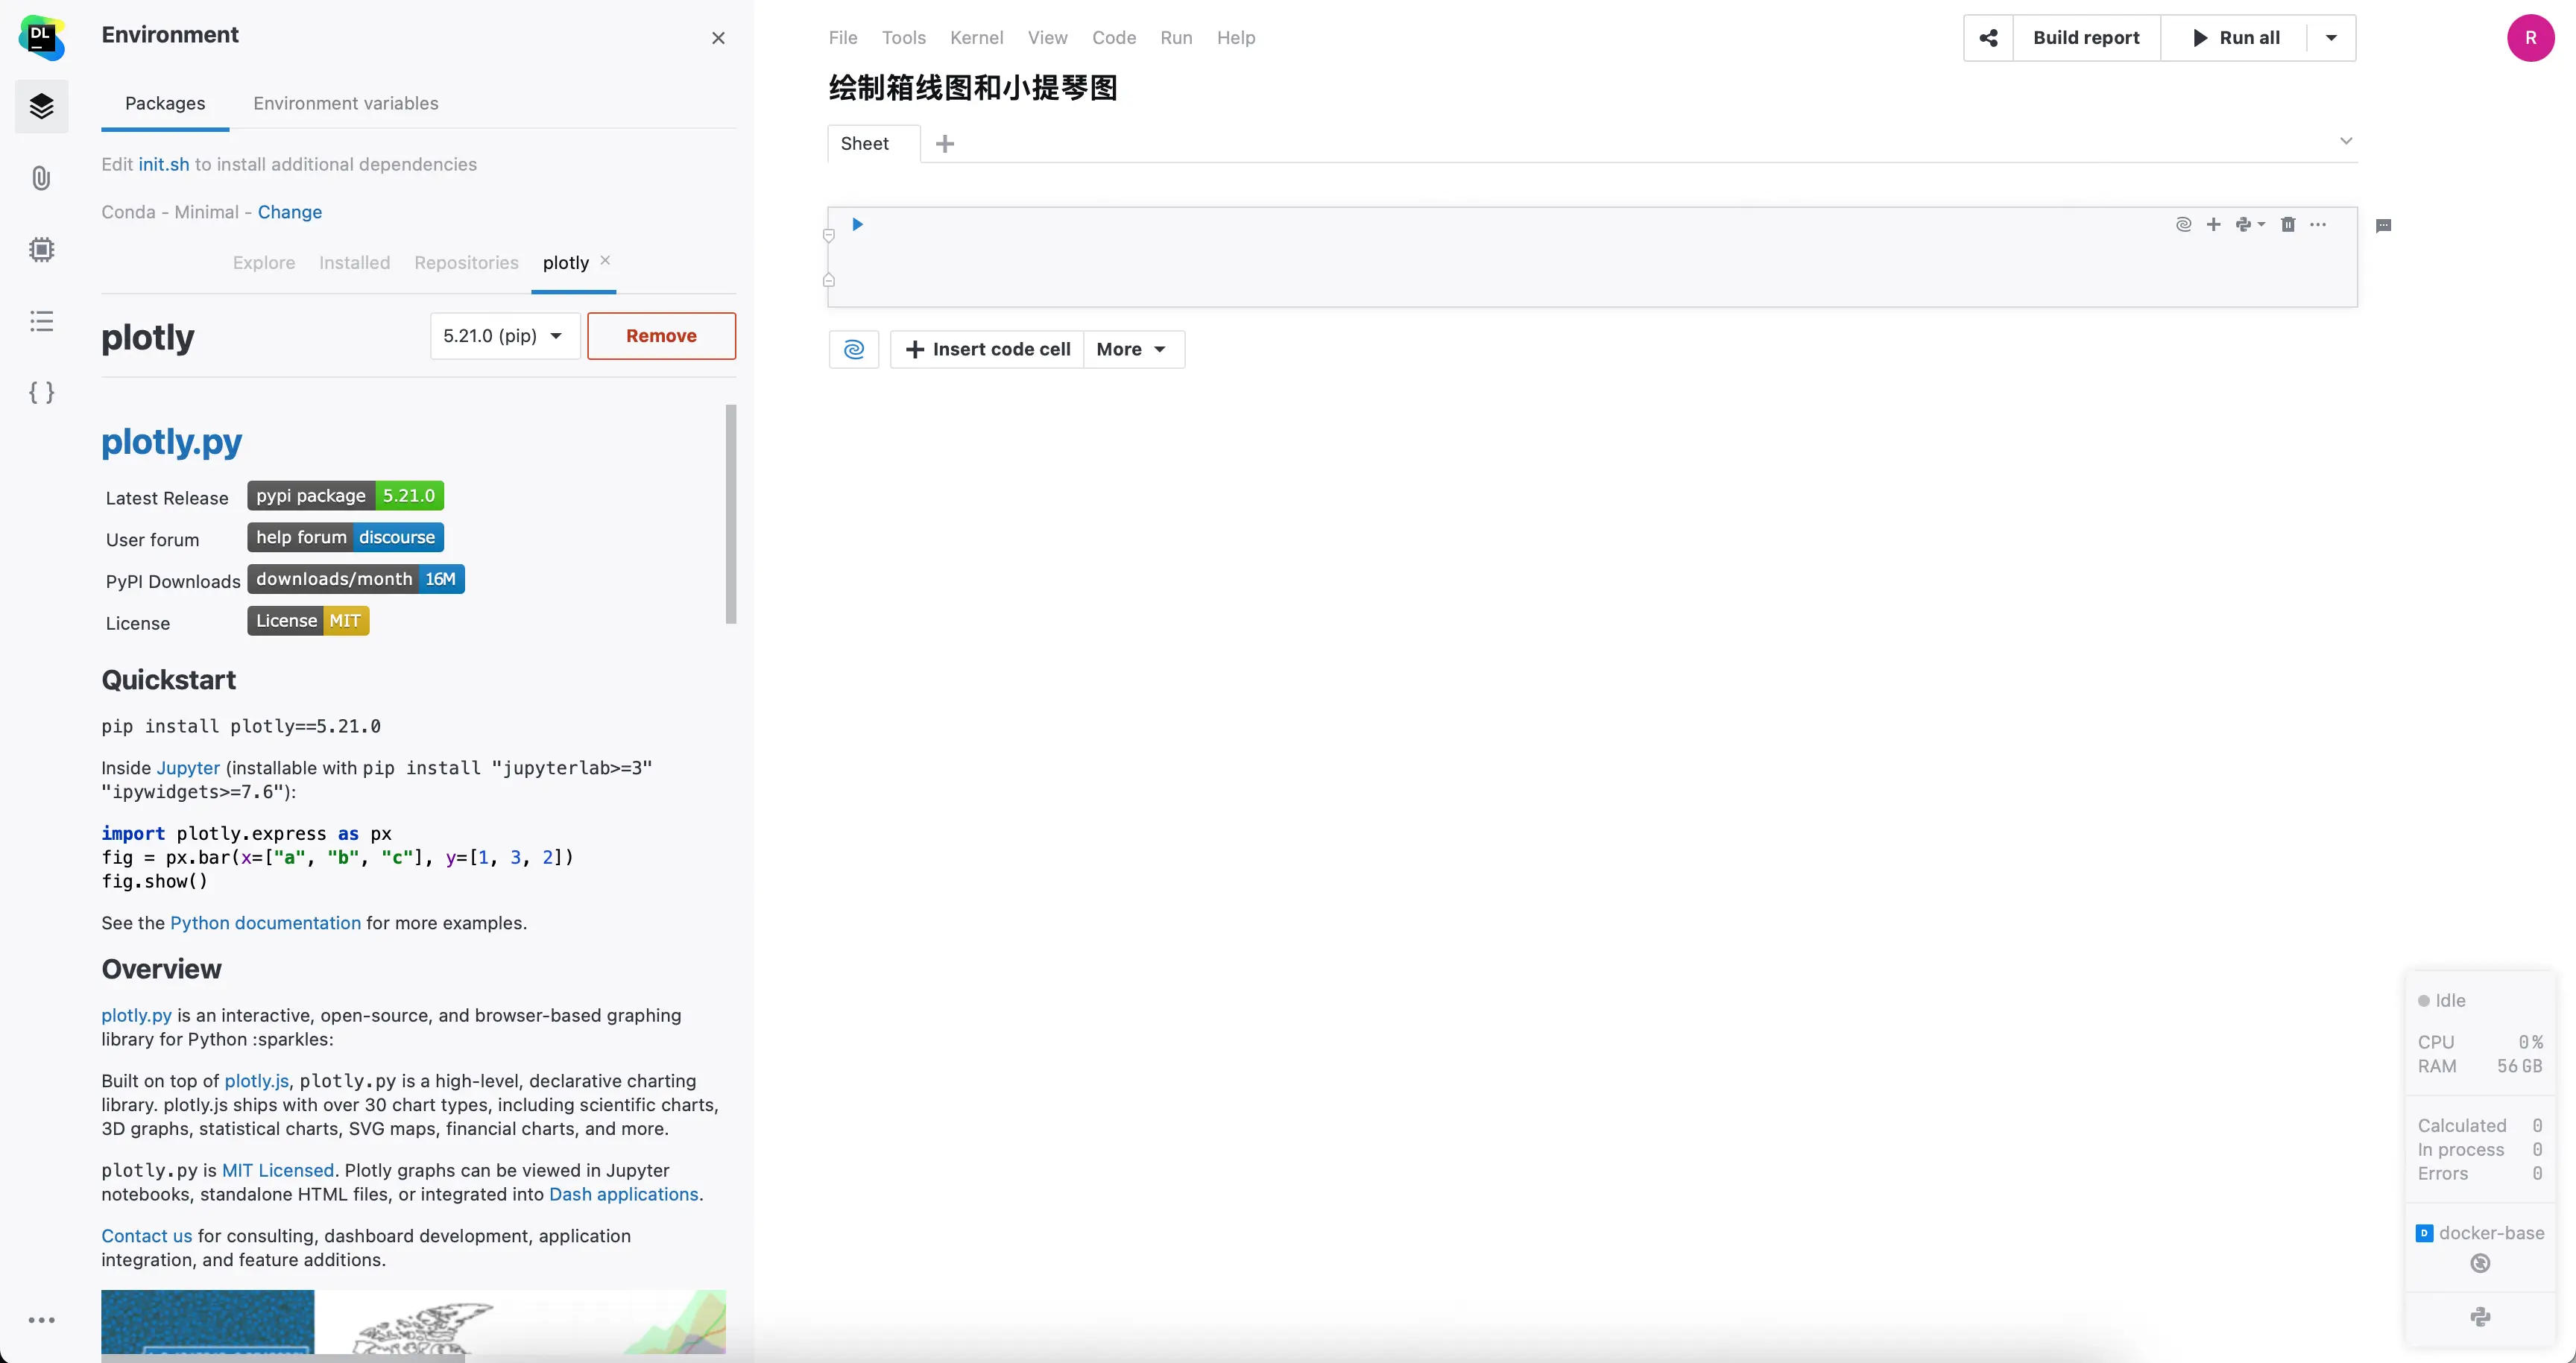 DL
Environment
Packages
Environment variables
Edit init.sh to install additional dependencies
Conda - Minimal - Change
Explore
Installed
Repositories
plotly
plotly
5.21.0 (pip)
Remove
plotly.py
Latest Release
pypi package 5.21.0
User forum
help forum discourse
PyPI Downloads
downloads/month 16M
License
License MIT
Quickstart
pip install plotly==5.21.0
Inside Jupyter (installable with pip install "jupyterlab>=3"
"ipywidgets>=7.6"):
import plotly.express as px
fig = px.bar(x=["a", "b", "c"], y=[1, 3, 2])
fig.show()
See the Python documentation for more examples.
Overview
plotly.py is an interactive, open-source, and browser-based graphing
library for Python :sparkles:
Built on top of plotly.js, plotly.py is a high-level, declarative charting
library. plotly.js ships with over 30 chart types, including scientific charts,
3D graphs, statistical charts, SVG maps, financial charts, and more.
plotly.py is MIT Licensed. Plotly graphs can be viewed in Jupyter
notebooks, standalone HTML files, or integrated into Dash applications.
Contact us for consulting, dashboard development, application
integration, and feature additions.
File
Tools
Kernel
View
Code
Run
Help
Build report
Run all
R
绘制箱线图和小提琴图
Sheet
Insert code cell
More
Idle
CPU 0%
RAM 56 GB
Calculated 0
In process 0
Errors 0
D docker-base